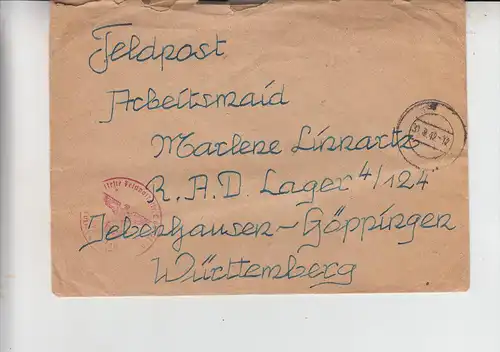 Feldpost
Arbeitsmaid
Marlene Linnartz
R.A.D. Lager 4/124
Jebenhausen-Göppingen
Württemberg